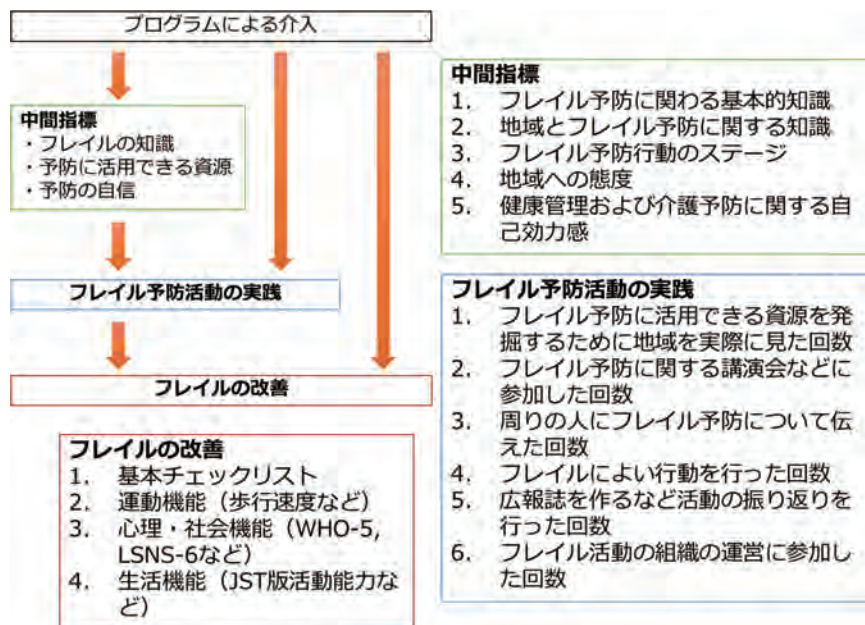 プログラムによる介入
中間指標
・フレイルの知識
・予防に活用できる資源
・予防の自信
フレイル予防活動の実践
フレイルの改善
フレイルの改善
1. 基本チェックリスト
2. 運動機能（歩行速度など）
3. 心理・社会機能（WHO-5,
LSNS-6など）
4. 生活機能（JST版活動能力な
ど）
中間指標
1. フレイル予防に関わる基本的知識
2. 地域とフレイル予防に関する知識
3. フレイル予防行動のステージ
4. 地域への態度
5. 健康管理および介護予防に関する自
己効力感
フレイル予防活動の実践
1. フレイル予防に活用できる資源を発
掘するために地域を実際に見た回数
2. フレイル予防に関する講演会などに
参加した回数
3. 周りの人にフレイル予防について伝
えた回数
4. フレイルによい行動を行った回数
5. 広報誌を作るなど活動の振り返りを
行った回数
6. フレイル活動の組織の運営に参加し
た回数